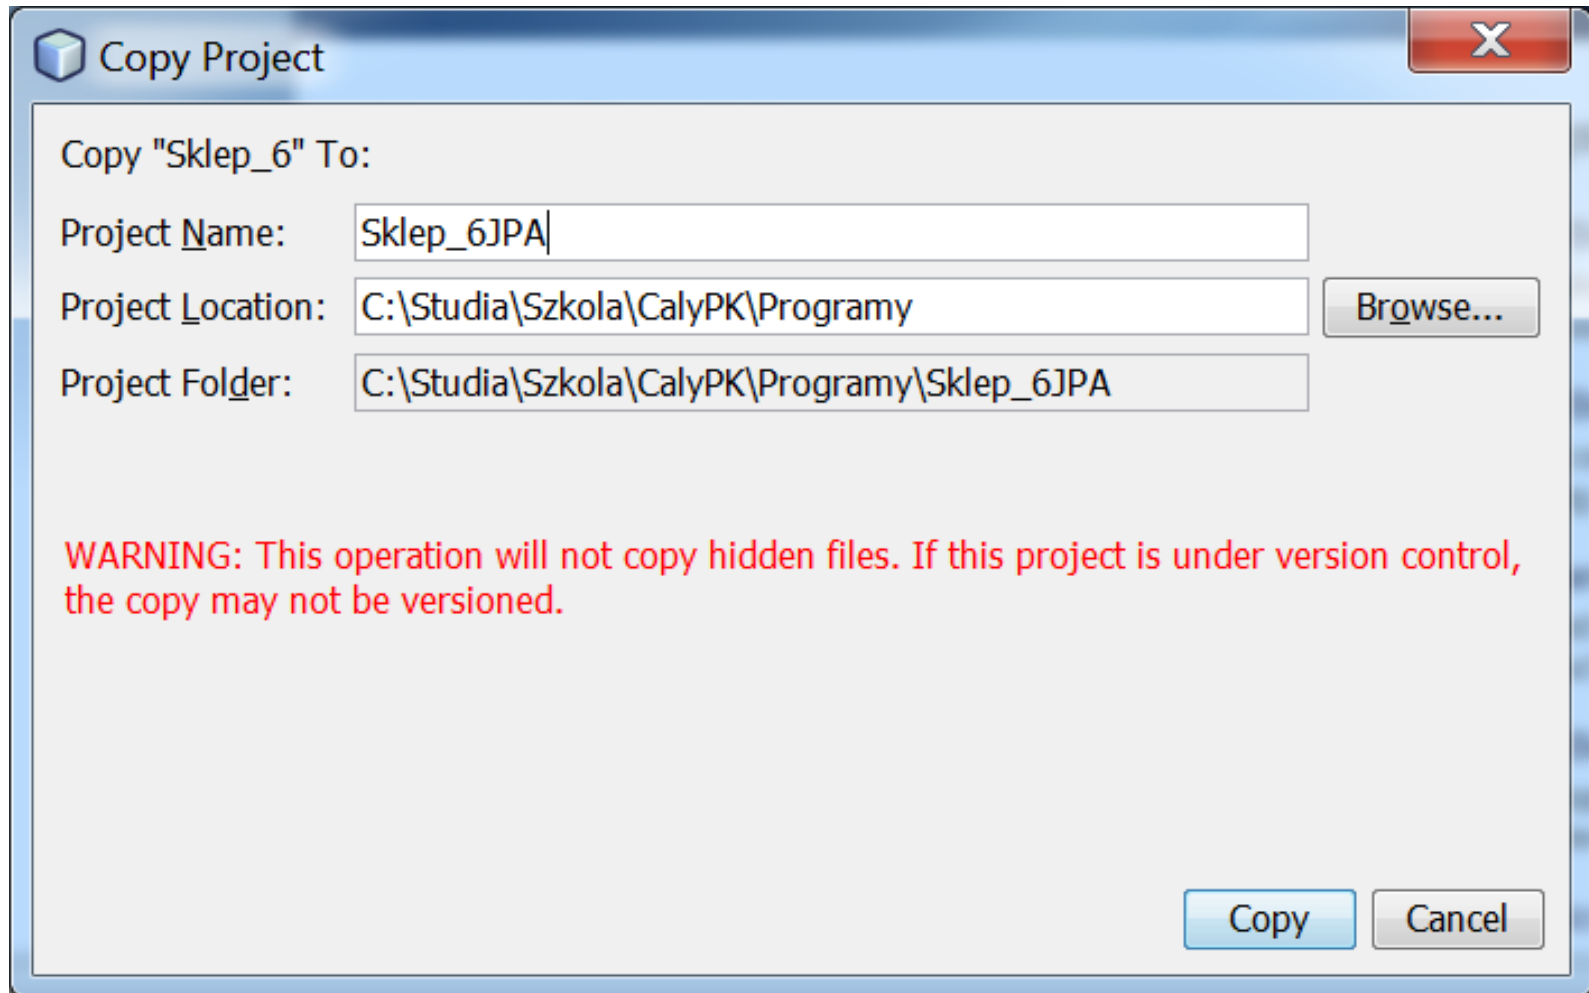 Copy Project
Copy "Sklep_6" To:
Project Name: Sklep_6JPA
Project Location: C:\Studia\Szkola\CalyPK\Programy Browse...
Project Folder: C:\Studia\Szkola\CalyPK\Programy\Sklep_6JPA
WARNING: This operation will not copy hidden files. If this project is under version control,
the copy may not be versioned.
Copy Cancel